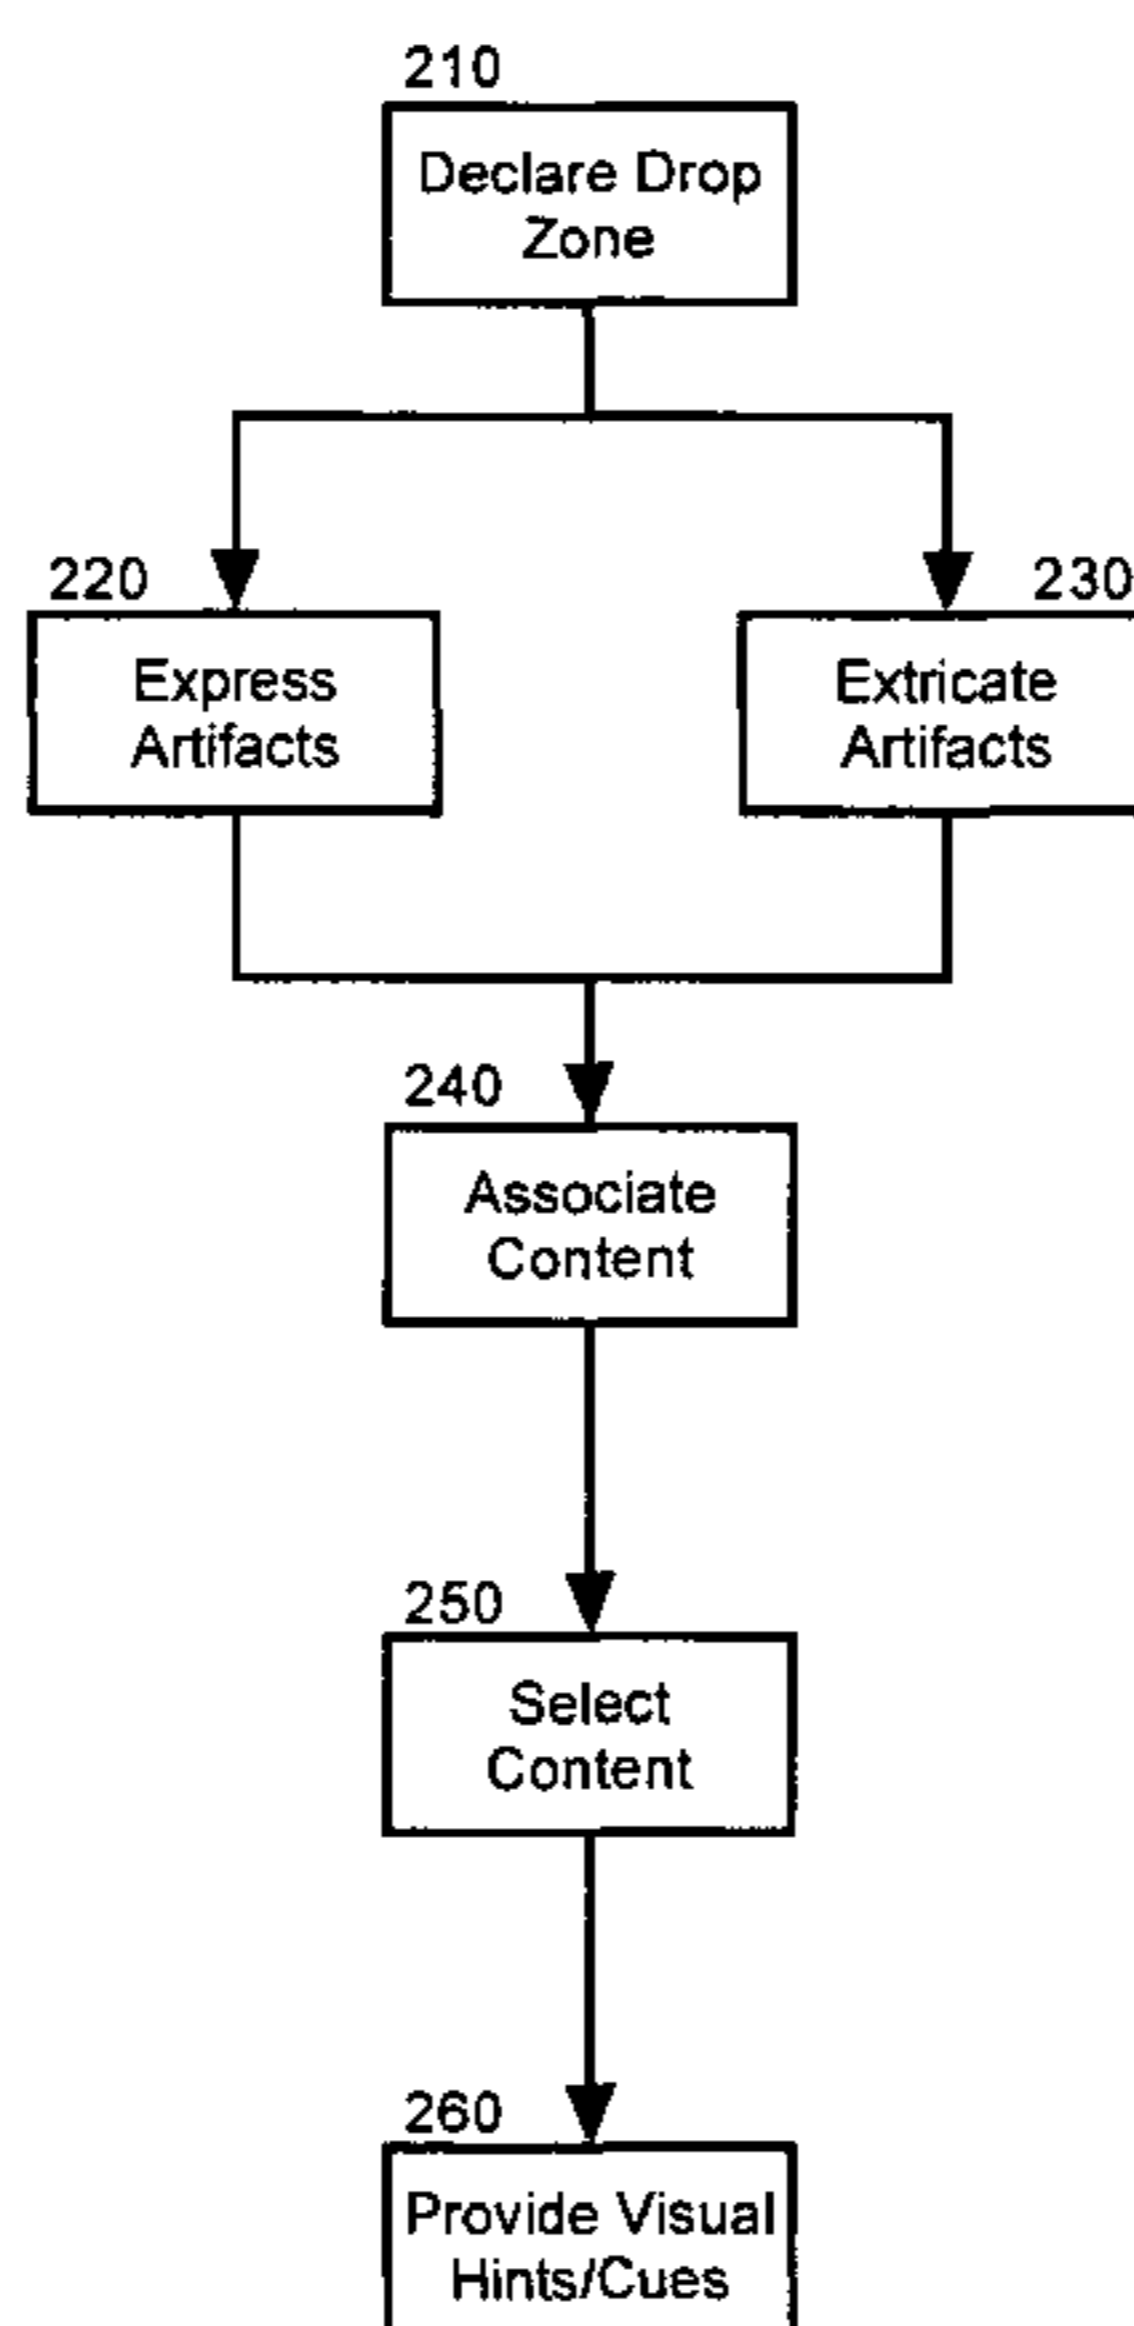 210
Declare Drop
Zone
220
Express
Artifacts
230
Extricate
Artifacts
240
Associate
Content
250
Select
Content
260
Provide Visual
Hints/Cues